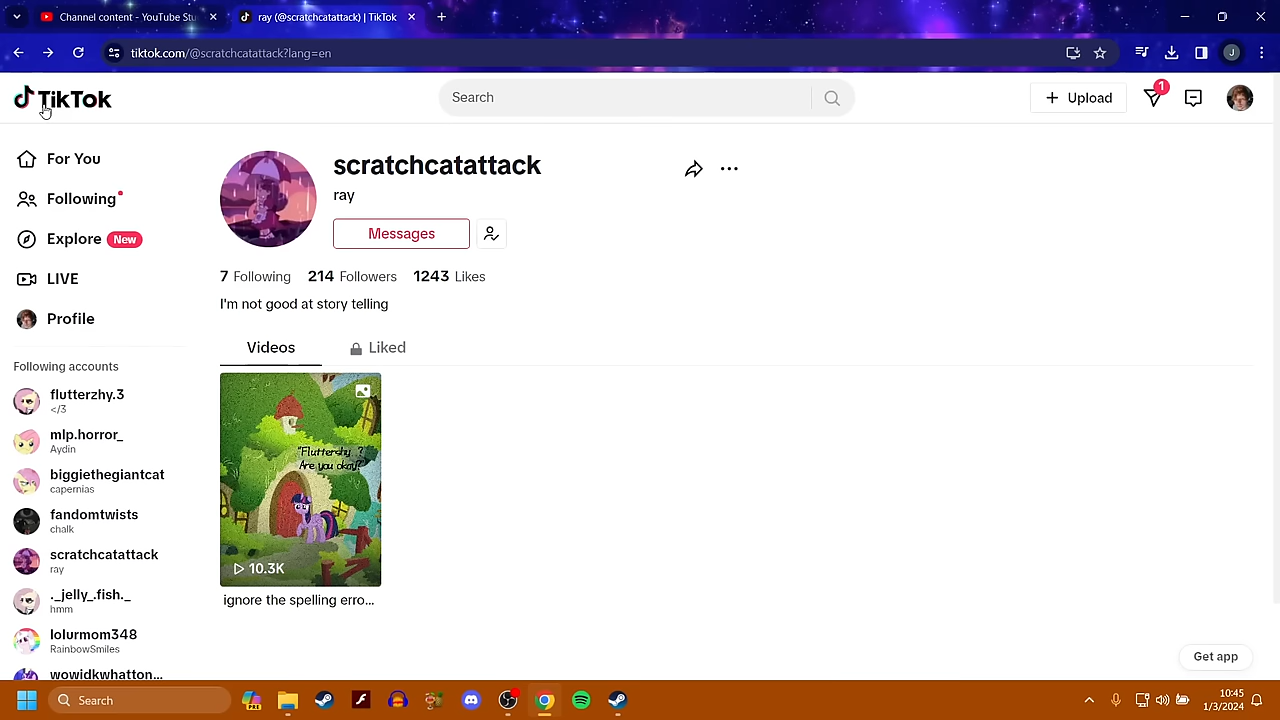 Channel content - YouTube Stu
ray (@scratchcatattack) | TikTok
tiktok.com/@scratchcatattack?lang=en
J
TikTok
Search
Upload
1
For You
Following
Explore New
LIVE
Profile
Following accounts
flutterzhy.3
</3
mlp.horror_
Aydin
biggiethegiantcat
capernias
fandomtwists
chalk
scratchcatattack
ray
._jelly_.fish._
hmm
lolurmom348
RainbowSmiles
wowidkwhatton...
scratchcatattack
ray
Messages
7 Following 214 Followers 1243 Likes
I'm not good at story telling
Videos
Liked
"Fluttershy..?
Are you okay?"
10.3K
ignore the spelling erro...
Get app
Search
PRE
10:45
1/3/2024